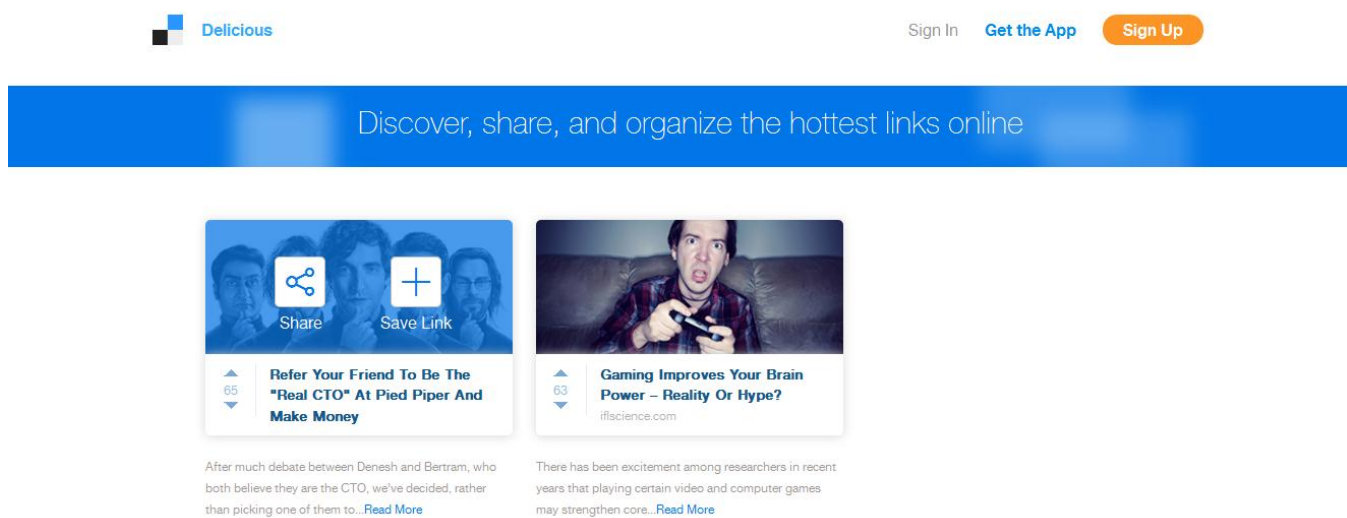 Delicious
Sign In
Get the App
Sign Up
Discover, share, and organize the hottest links online
Share
Save Link
65
Refer Your Friend To Be The
"Real CTO" At Pied Piper And
Make Money
After much debate between Denesh and Bertram, who
both believe they are the CTO, we've decided, rather
than picking one of them to...Read More
63
Gaming Improves Your Brain
Power – Reality Or Hype?
iflscience.com
There has been excitement among researchers in recent
years that playing certain video and computer games
may strengthen core...Read More